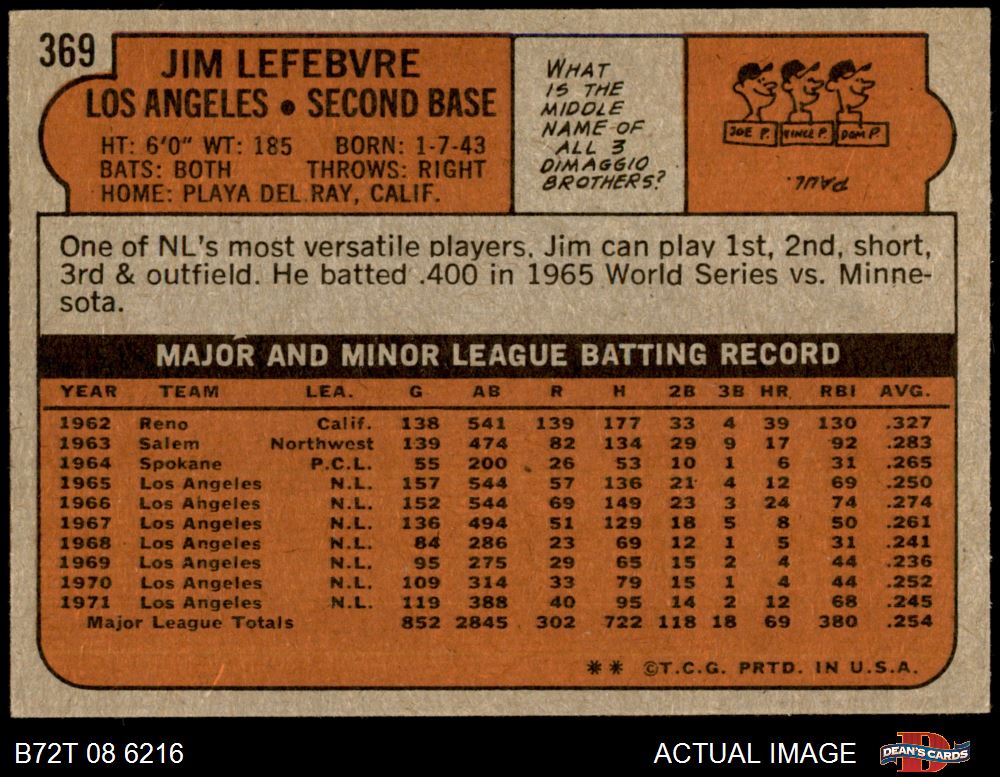 369
JIM LEFEBVRE
LOS ANGELES • SECOND BASE
HT: 6'0" WT: 185 BORN: 1-7-43
BATS: BOTH THROWS: RIGHT
HOME: PLAYA DEL RAY, CALIF.
WHAT
IS THE
MIDDLE
NAME OF
ALL 3
DIMAGGIO
BROTHERS?
JOE P. VINCE P. DOM P.
PAUL.
One of NL's most versatile players, Jim can play 1st, 2nd, short,
3rd & outfield. He batted .400 in 1965 World Series vs. Minne-
sota.
MAJOR AND MINOR LEAGUE BATTING RECORD
YEAR TEAM LEA. G AB R H 2B 3B HR RBI AVG.
1962 Reno Calif. 138 541 139 177 33 4 39 130 .327
1963 Salem Northwest 139 474 82 134 29 9 17 92 .283
1964 Spokane P.C.L. 55 200 26 53 10 1 6 31 .265
1965 Los Angeles N.L. 157 544 57 136 21 4 12 69 .250
1966 Los Angeles N.L. 152 544 69 149 23 3 24 74 .274
1967 Los Angeles N.L. 136 494 51 129 18 5 8 50 .261
1968 Los Angeles N.L. 84 286 23 69 12 1 5 31 .241
1969 Los Angeles N.L. 95 275 29 65 15 2 4 44 .236
1970 Los Angeles N.L. 109 314 33 79 15 1 4 44 .252
1971 Los Angeles N.L. 119 388 40 95 14 2 12 68 .245
Major League Totals 852 2845 302 722 118 18 69 380 .254
** ©T.C.G. PRTD. IN U.S.A.
B72T 08 6216
ACTUAL IMAGE
DEAN'S CARDS